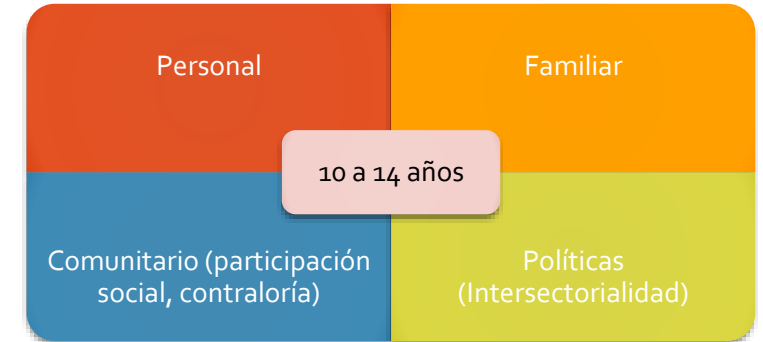 Personal
Familiar
10 a 14 años
Comunitario (participación
social, contraloría)
Políticas
(Intersectorialidad)